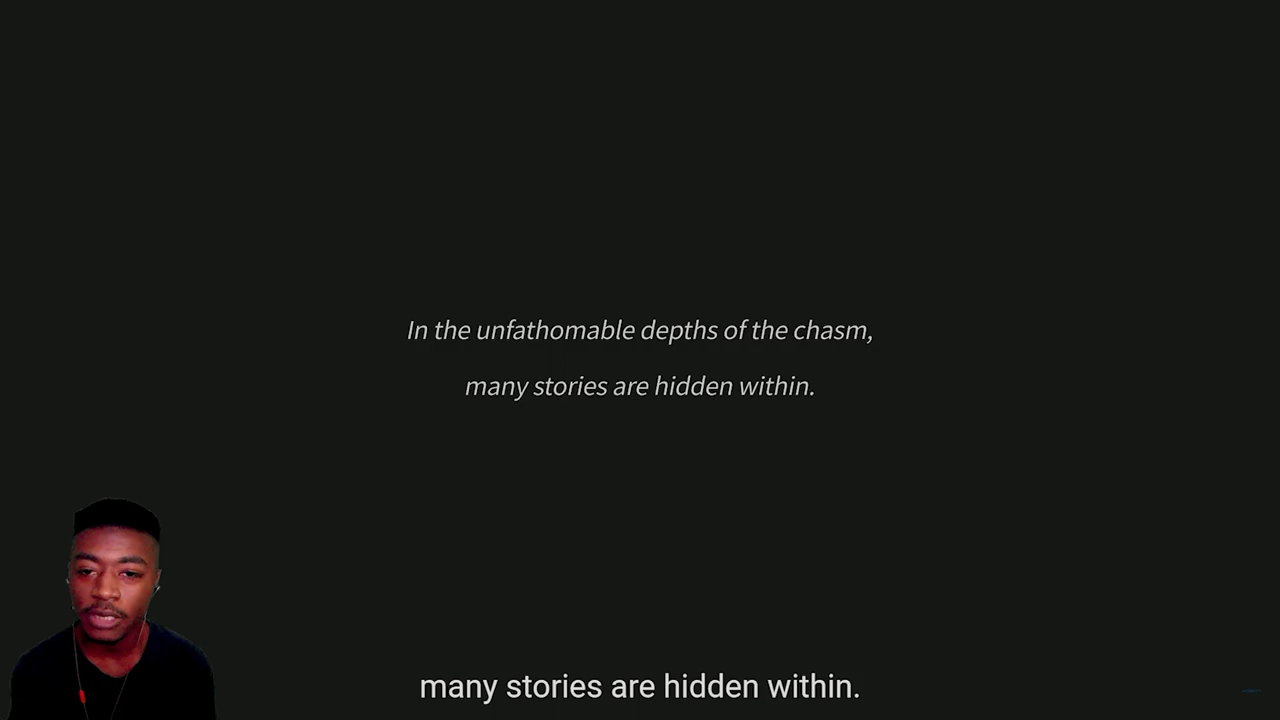 In the unfathomable depths of the chasm,
many stories are hidden within.
many stories are hidden within.